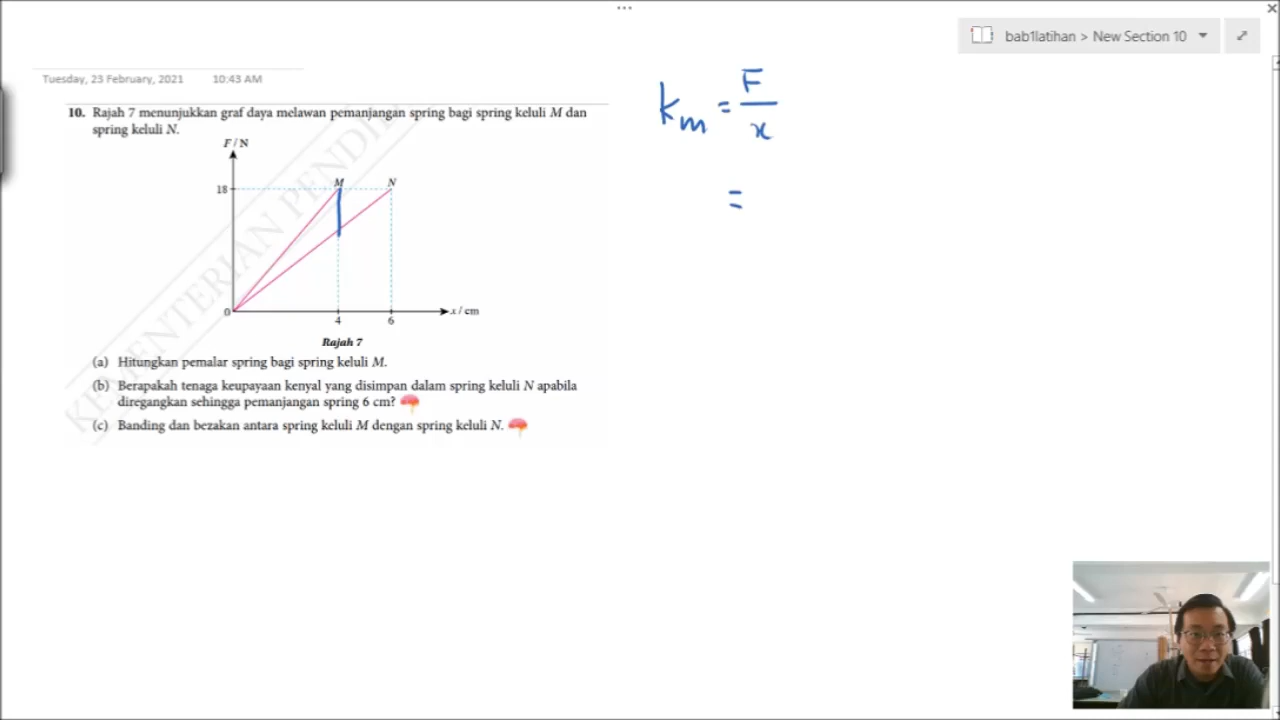 bab1latihan > New Section 10
Tuesday, 23 February, 2021 10:43 AM
10. Rajah 7 menunjukkan graf daya melawan pemanjangan spring bagi spring keluli M dan
spring keluli N.
F / N
18
M
N
0
4
6
x / cm
Rajah 7
(a) Hitungkan pemalar spring bagi spring keluli M.
(b) Berapakah tenaga keupayaan kenyal yang disimpan dalam spring keluli N apabila
diregangkan sehingga pemanjangan spring 6 cm?
(c) Banding dan bezakan antara spring keluli M dengan spring keluli N.
km = F
x
=